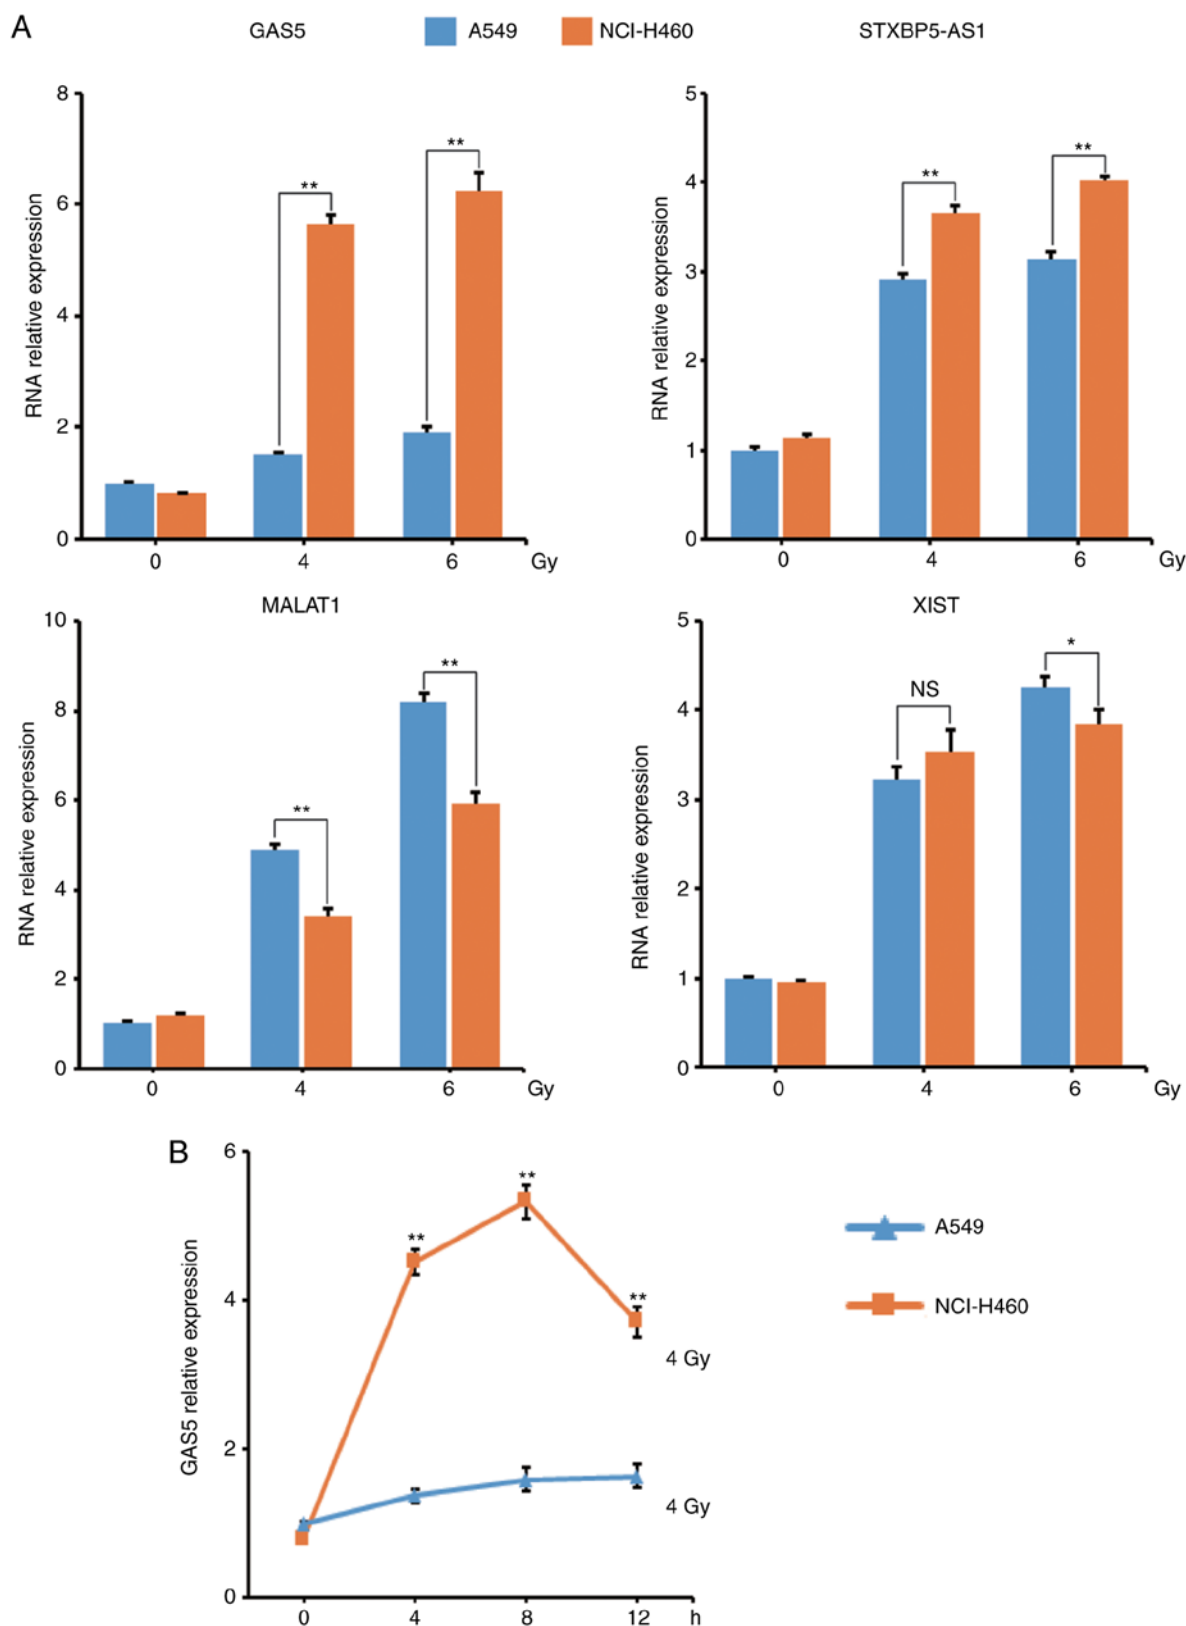 A
GAS5
A549
NCI-H460
STXBP5-AS1
RNA relative expression
8
6
4
2
0
**
**
0 4 6 Gy
RNA relative expression
5
4
3
2
1
0
**
**
0 4 6 Gy
MALAT1
RNA relative expression
10
8
6
4
2
0
**
**
0 4 6 Gy
XIST
RNA relative expression
5
4
3
2
1
0
NS
*
0 4 6 Gy
B
GAS5 relative expression
6
4
2
0
**
**
**
4 Gy
4 Gy
0 4 8 12 h
A549
NCI-H460